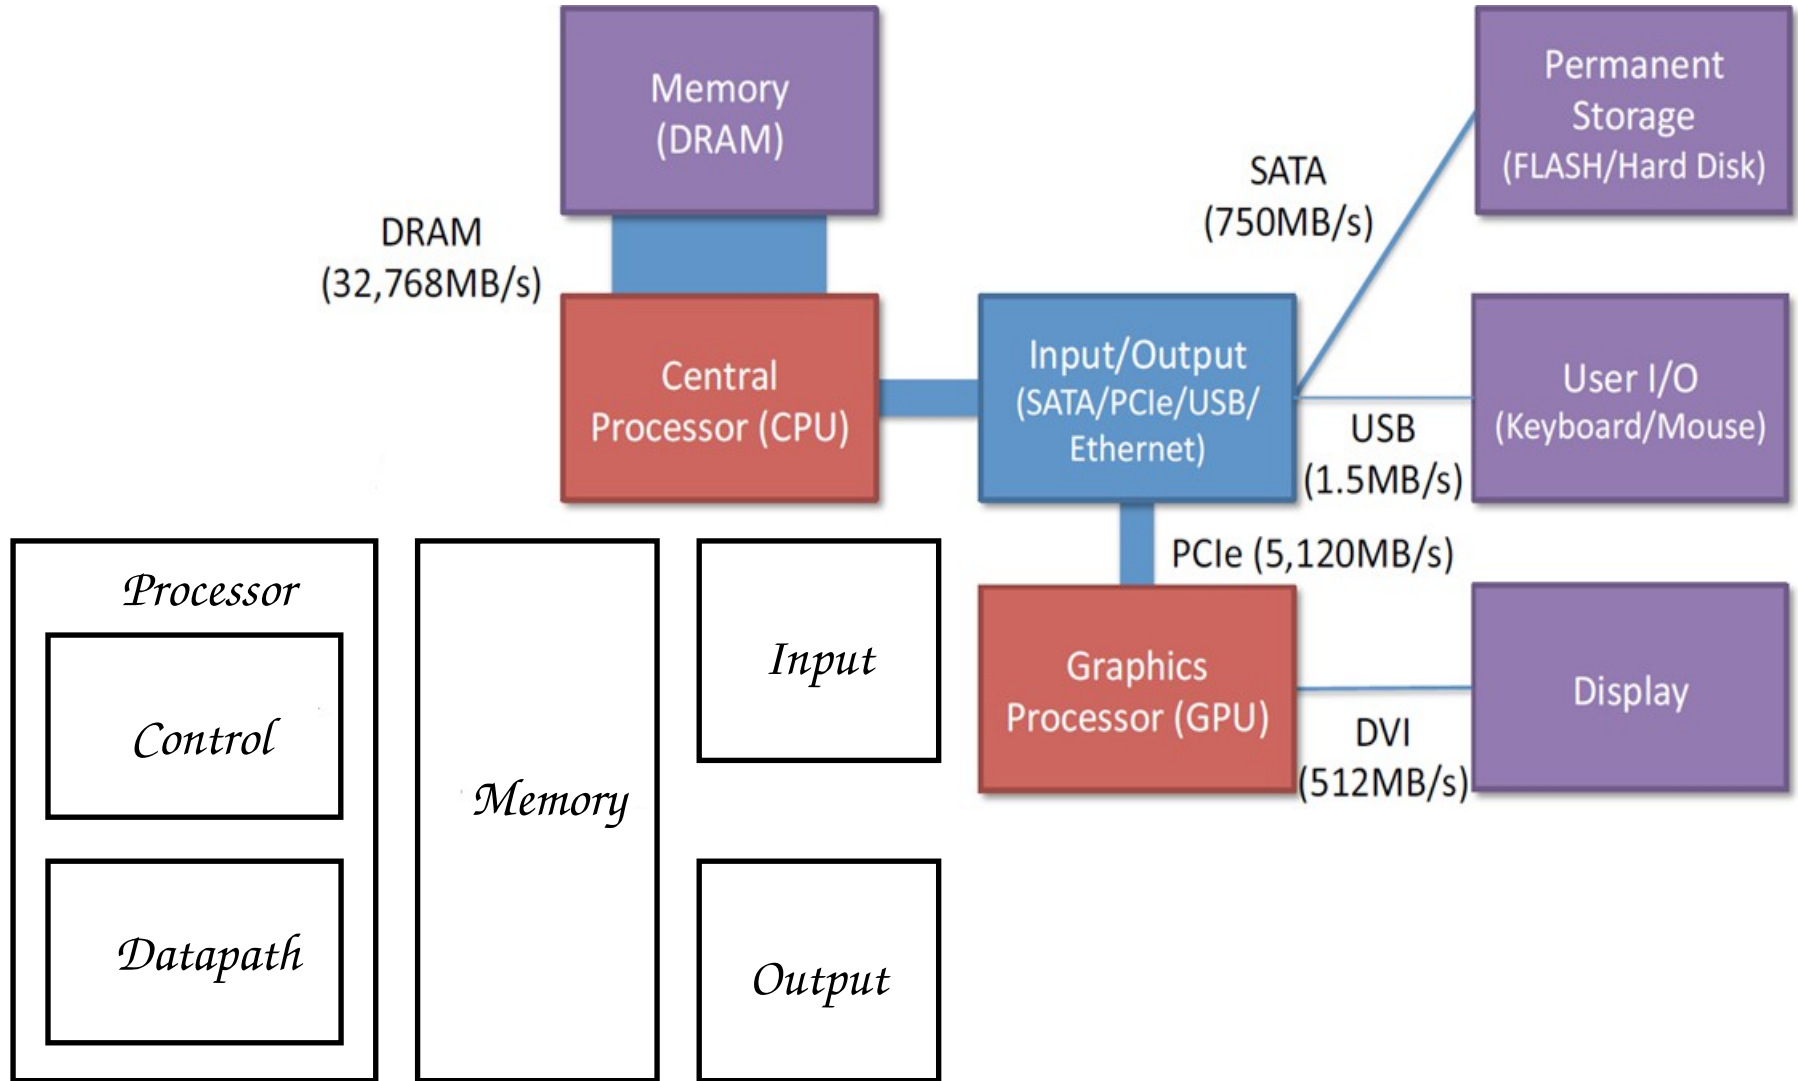 Memory
(DRAM)
Permanent
Storage
(FLASH/Hard Disk)
SATA
(750MB/s)
DRAM
(32,768MB/s)
Central
Processor (CPU)
Input/Output
(SATA/PCIe/USB/
Ethernet)
User I/O
(Keyboard/Mouse)
USB
(1.5MB/s)
PCIe (5,120MB/s)
Graphics
Processor (GPU)
Display
DVI
(512MB/s)
Processor
Control
Datapath
Memory
Input
Output